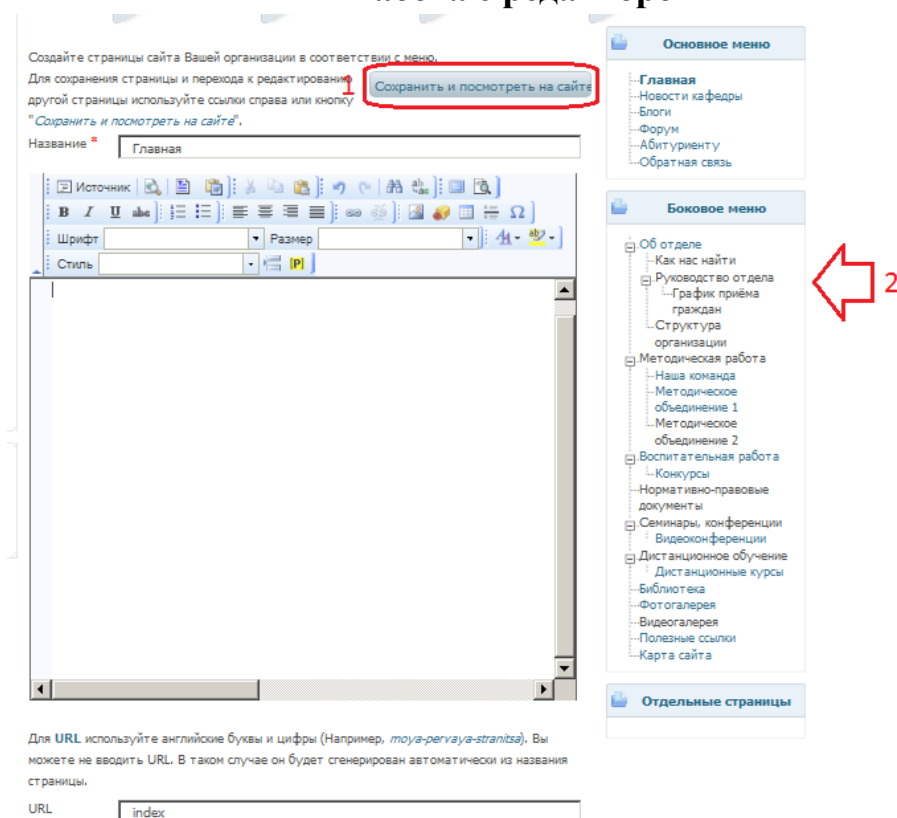 Создайте страницы сайта Вашей организации в соответствии с меню.
Для сохранения страницы и перехода к редактированию
другой страницы используйте ссылки справа или кнопку
"Сохранить и посмотреть на сайте".
1
Сохранить и посмотреть на сайте
Название *
Главная
Источник
B I U abc
Шрифт
Размер
Стиль
[P]
Для URL используйте английские буквы и цифры (Например, moya-pervaya-stranitsa). Вы
можете не вводить URL. В таком случае он будет сгенерирован автоматически из названия
страницы.
URL
index
Основное меню
Главная
Новости кафедры
Блоги
Форум
Абитуриенту
Обратная связь
Боковое меню
Об отделе
Как нас найти
Руководство отдела
График приёма
граждан
Структура
организации
Методическая работа
Наша команда
Методическое
объединение 1
Методическое
объединение 2
Воспитательная работа
Конкурсы
Нормативно-правовые
документы
Семинары, конференции
Видеоконференции
Дистанционное обучение
Дистанционные курсы
Библиотека
Фотогалерея
Видеогалерея
Полезные ссылки
Карта сайта
2
Отдельные страницы